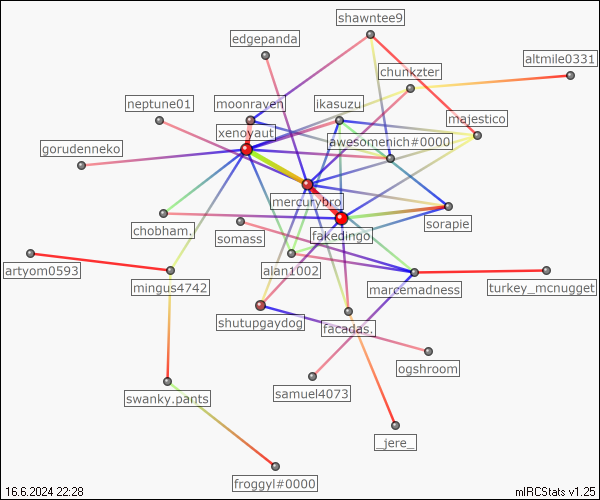 shawntee9
edgepanda
altmile0331
chunkzter
neptune01
moonraven
ikasuzu
majestico
xenoyaut
awesomenich#0000
gorudenneko
mercurybro
chobham.
sorapie
somass
fakedingo
artyom0593
alan1002
mingus4742
marcemadness
turkey_mcnugget
shutupgaydog
facadas.
ogshroom
swanky.pants
samuel4073
_jere_
froggyl#0000
16.6.2024 22:28
mIRCStats v1.25